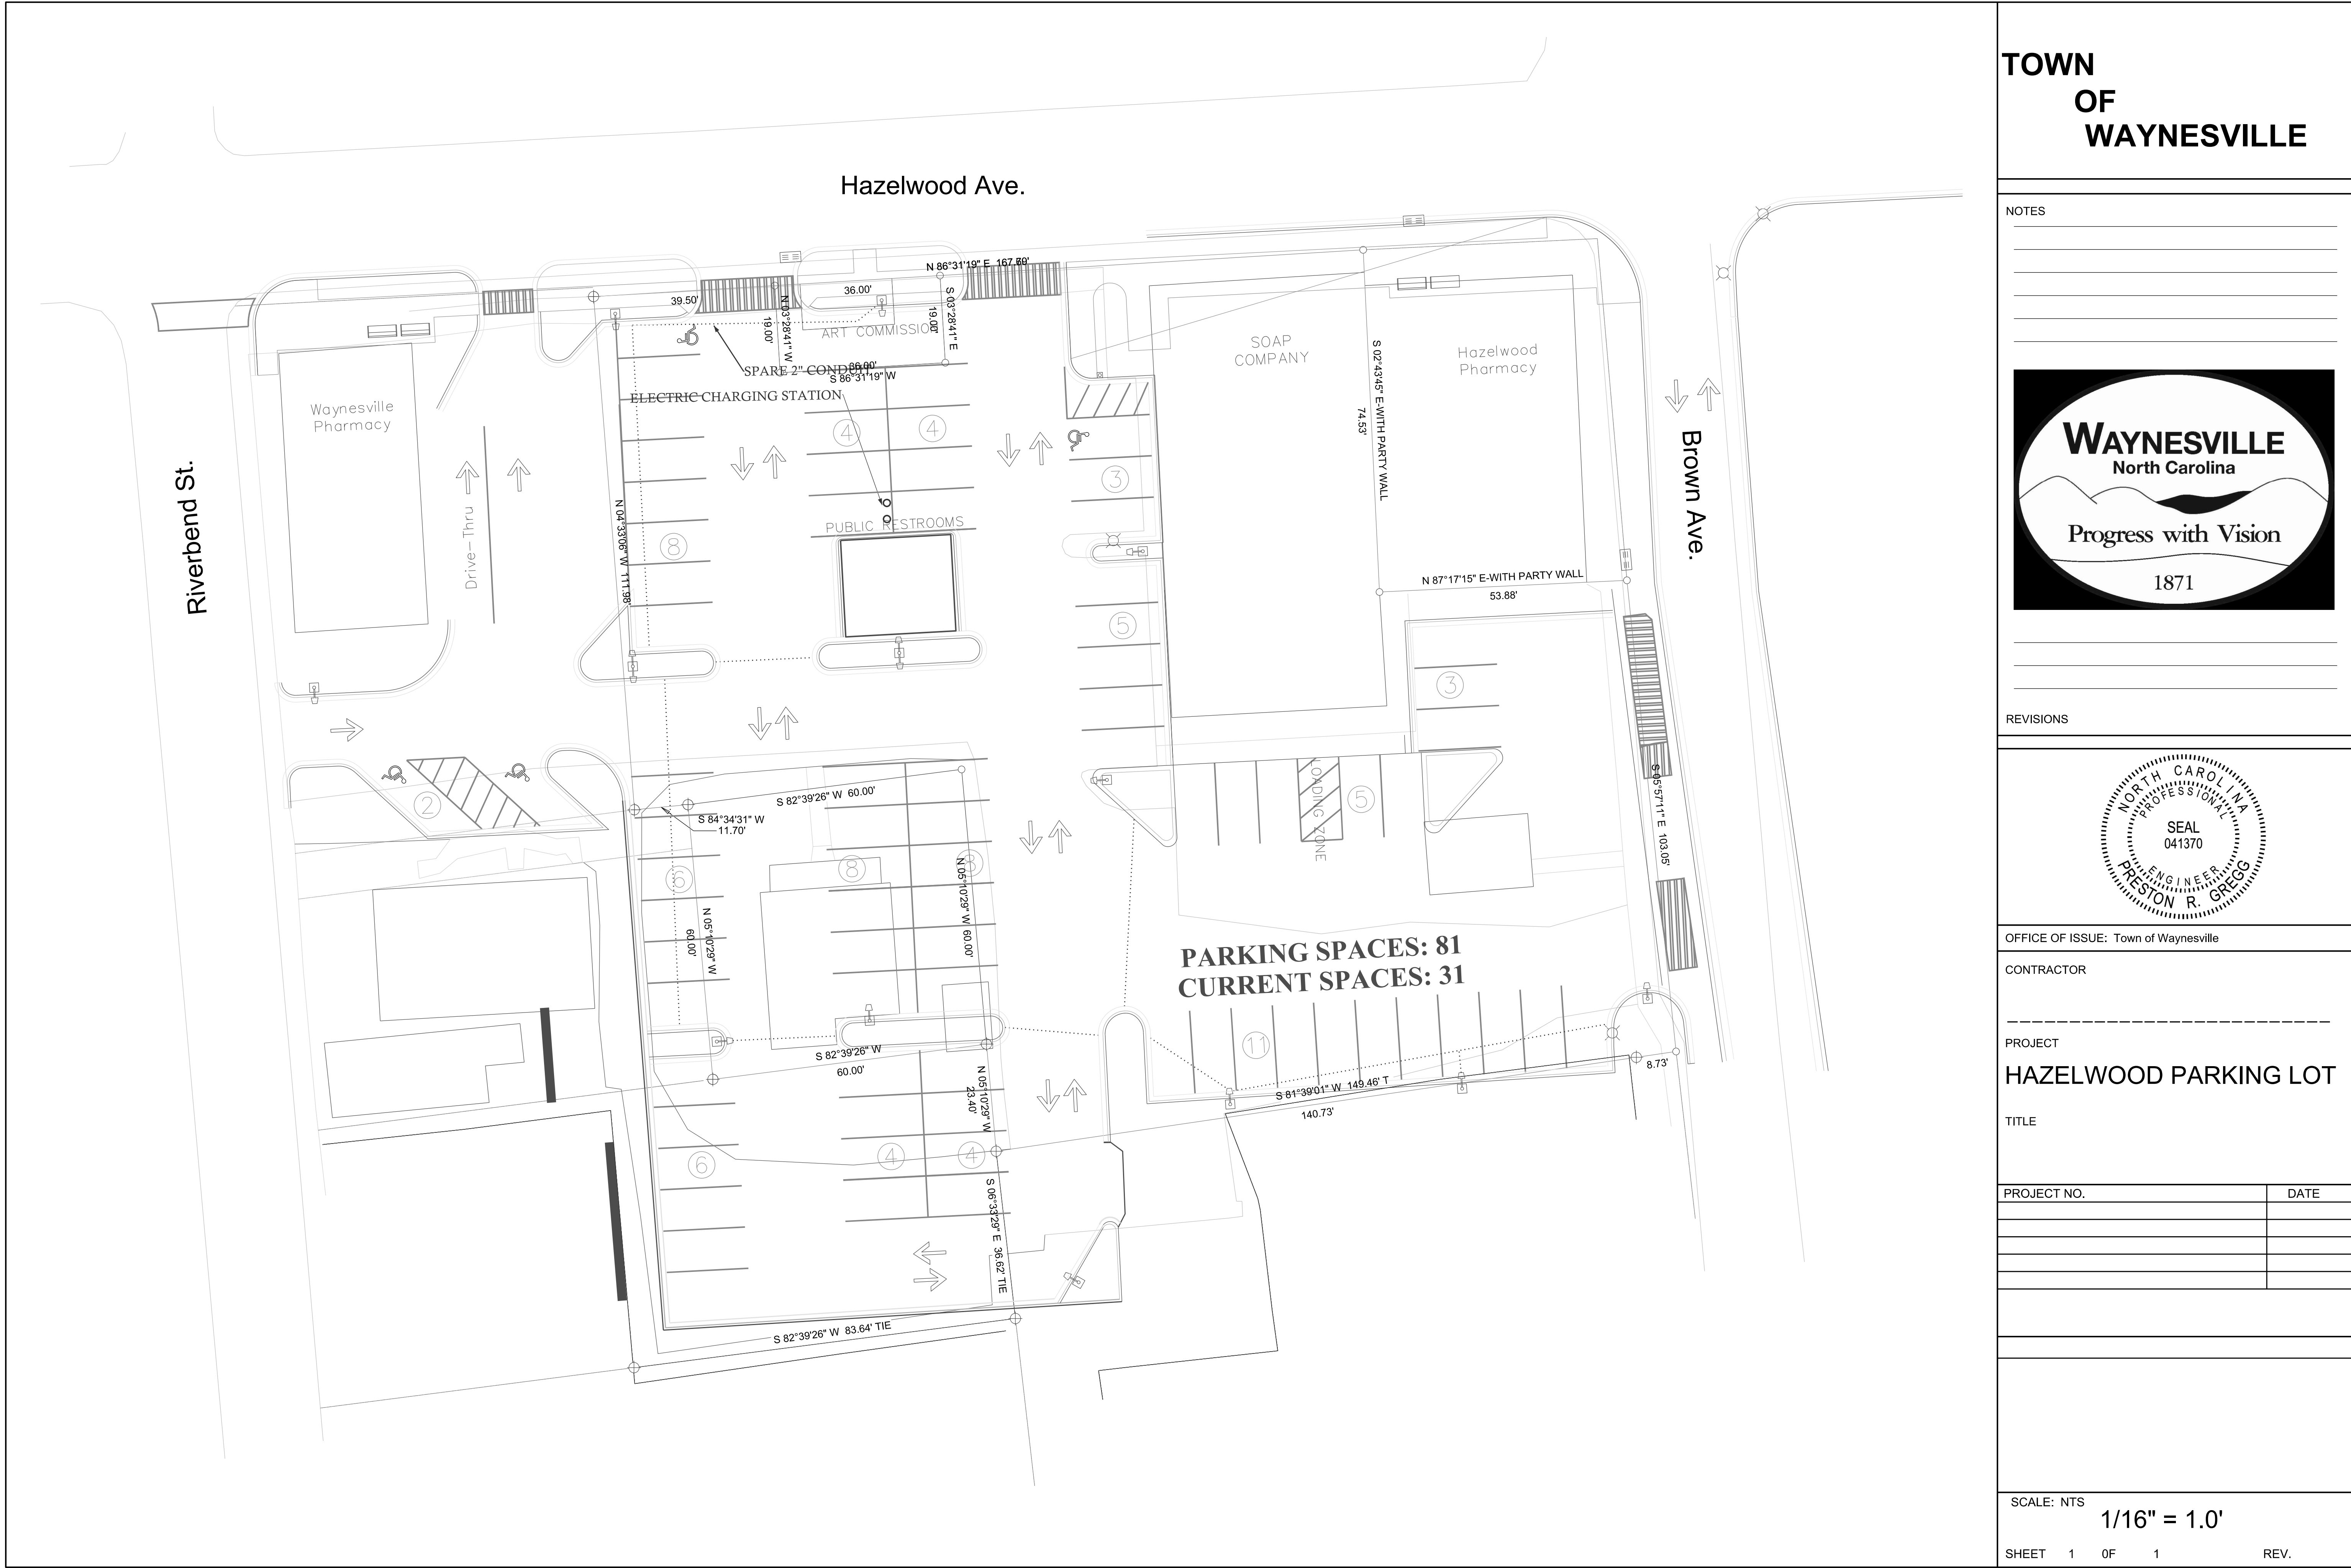 Hazelwood Ave.
N 86°31'19" E
39.50'
36.00'
N 03°28'41" W
19.00'
S 03°28'41" E
19.00'
ART COMMISSION
SPARE 2" CONDUIT
36.00'
S 86°31'19" W
ELECTRIC CHARGING STATION
Waynesville
Pharmacy
Drive-Thru
Riverbend St.
N 04°33'06" W 111.98'
4
4
8
PUBLIC RESTROOMS
3
5
SOAP
COMPANY
S 02°43'45" E-WITH PARTY WALL
74.53'
Hazelwood
Pharmacy
Brown Ave.
N 87°17'15" E-WITH PARTY WALL
53.88'
3
S 05°57'11" E 103.05'
LOADING ZONE
5
2
S 82°39'26" W 60.00'
S 84°34'31" W
11.70'
6
8
8
N 05°10'29" W
60.00'
N 05°10'29" W 60.00'
PARKING SPACES: 81
CURRENT SPACES: 31
11
S 82°39'26" W
60.00'
N 05°10'29" W
23.40'
S 81°39'01" W 149.46' T
140.73'
8.73'
6
4
4
S 06°33'29" E 36.62' TIE
S 82°39'26" W 83.64' TIE
TOWN
OF
WAYNESVILLE
NOTES
WAYNESVILLE
North Carolina
Progress with Vision
1871
REVISIONS
NORTH CAROLINA
PROFESSIONAL
SEAL
041370
ENGINEER
PRESTON R. GREGG
OFFICE OF ISSUE: Town of Waynesville
CONTRACTOR
PROJECT
HAZELWOOD PARKING LOT
TITLE
PROJECT NO. DATE
SCALE: NTS
1/16" = 1.0'
SHEET 1 OF 1 REV.